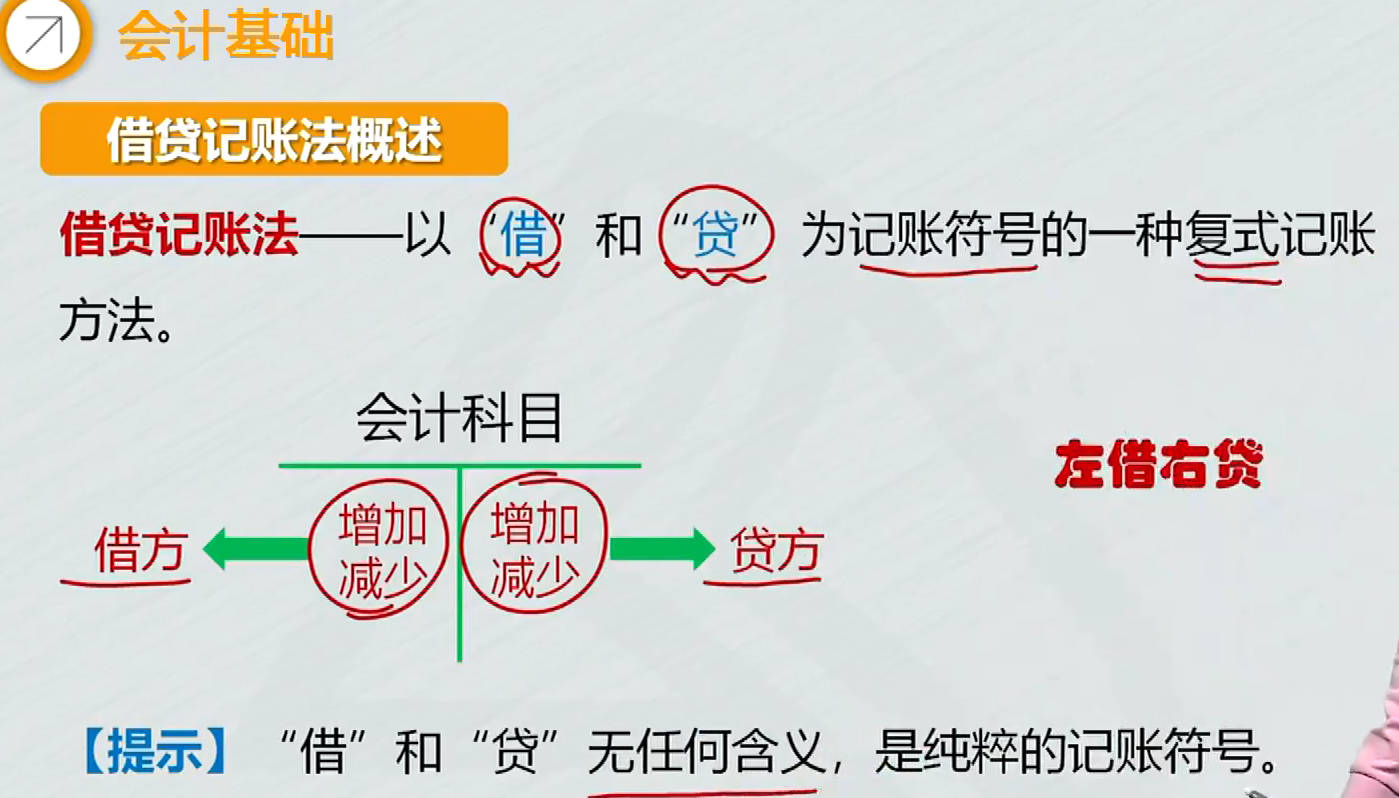 会计基础
借贷记账法概述
借贷记账法——以“借”和“贷”为记账符号的一种复式记账
方法。
会计科目
左借右贷
增加 增加
借方 贷方
减少 减少
【提示】“借”和“贷”无任何含义，是纯粹的记账符号。